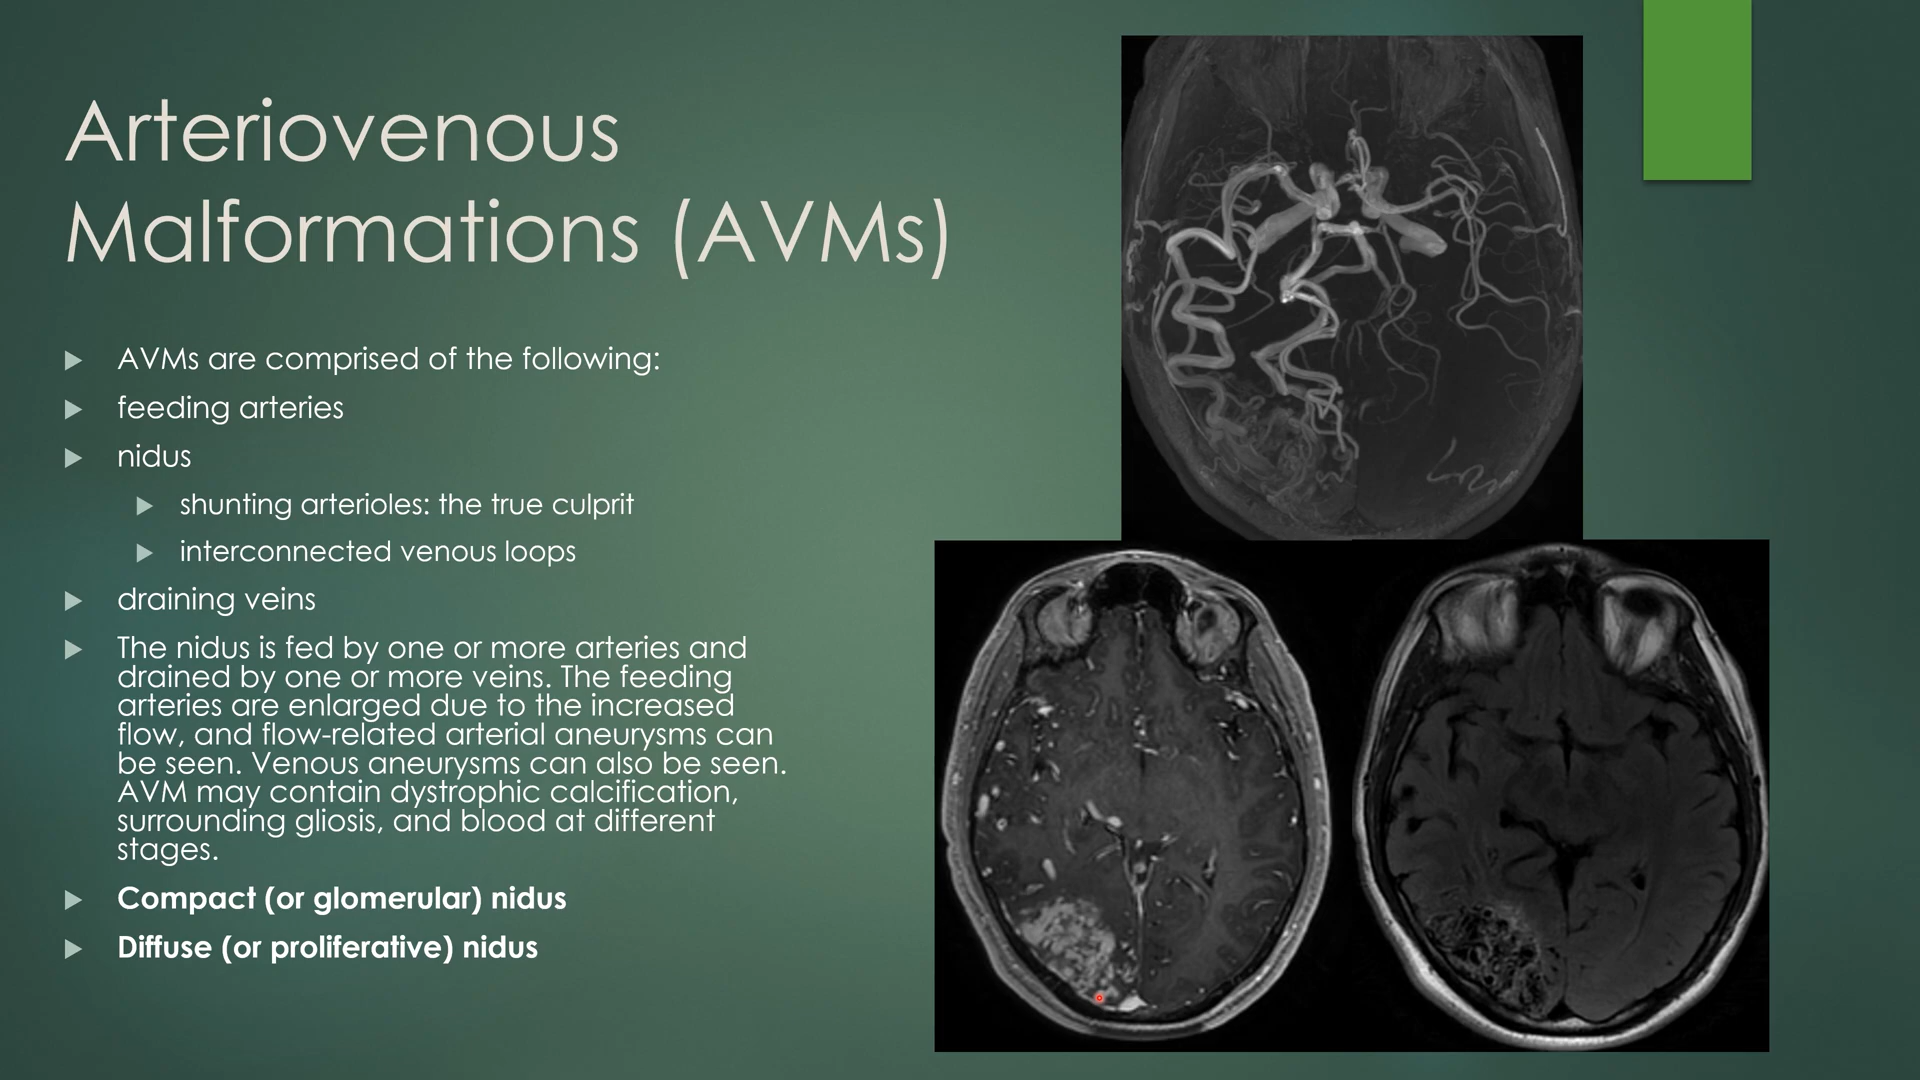 Arteriovenous
Malformations (AVMs)
AVMs are comprised of the following:
feeding arteries
nidus
shunting arterioles: the true culprit
interconnected venous loops
draining veins
The nidus is fed by one or more arteries and
drained by one or more veins. The feeding
arteries are enlarged due to the increased
flow, and flow-related arterial aneurysms can
be seen. Venous aneurysms can also be seen.
AVM may contain dystrophic calcification,
surrounding gliosis, and blood at different
stages.
Compact (or glomerular) nidus
Diffuse (or proliferative) nidus